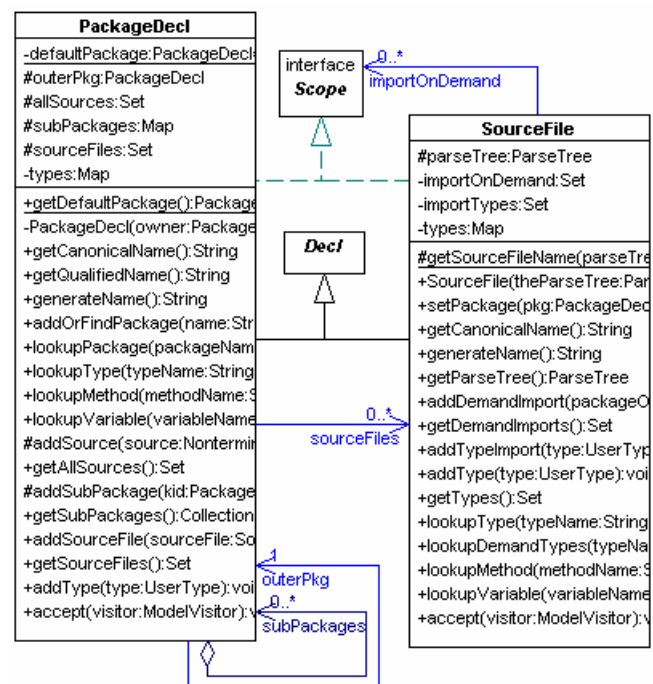 PackageDecl
-defaultPackage:PackageDecl
#outerPkg:PackageDecl
#allSources:Set
#subPackages:Map
#sourceFiles:Set
-types:Map
+getDefaultPackage():Package
-PackageDecl(owner:Package
+getCanonicalName():String
+getQualifiedName():String
+generateName():String
+addOrFindPackage(name:Str
+lookupPackage(packageNam
+lookupType(typeName:String
+lookupMethod(methodName:S
+lookupVariable(variableName
#addSource(source:Nontermin
+getAllSources():Set
#addSubPackage(kid:Package
+getSubPackages():Collection
+addSourceFile(sourceFile:So
+getSourceFiles():Set
+addType(type:UserType):voi
+accept(visitor:ModelVisitor):v
interface
Scope
0..*
importOnDemand
Decl
0..*
sourceFiles
1
outerPkg
0..*
subPackages
SourceFile
#parseTree:ParseTree
-importOnDemand:Set
-importTypes:Set
-types:Map
#getSourceFileName(parseTre
+SourceFile(theParseTree:Par
+setPackage(pkg:PackageDec
+getCanonicalName():String
+generateName():String
+getParseTree():ParseTree
+addDemandImport(packageO
+getDemandImports():Set
+addTypeImport(type:UserTyp
+addType(type:UserType):voi
+getTypes():Set
+lookupType(typeName:String
+lookupDemandTypes(typeNa
+lookupMethod(methodName:S
+lookupVariable(variableName
+accept(visitor:ModelVisitor):v